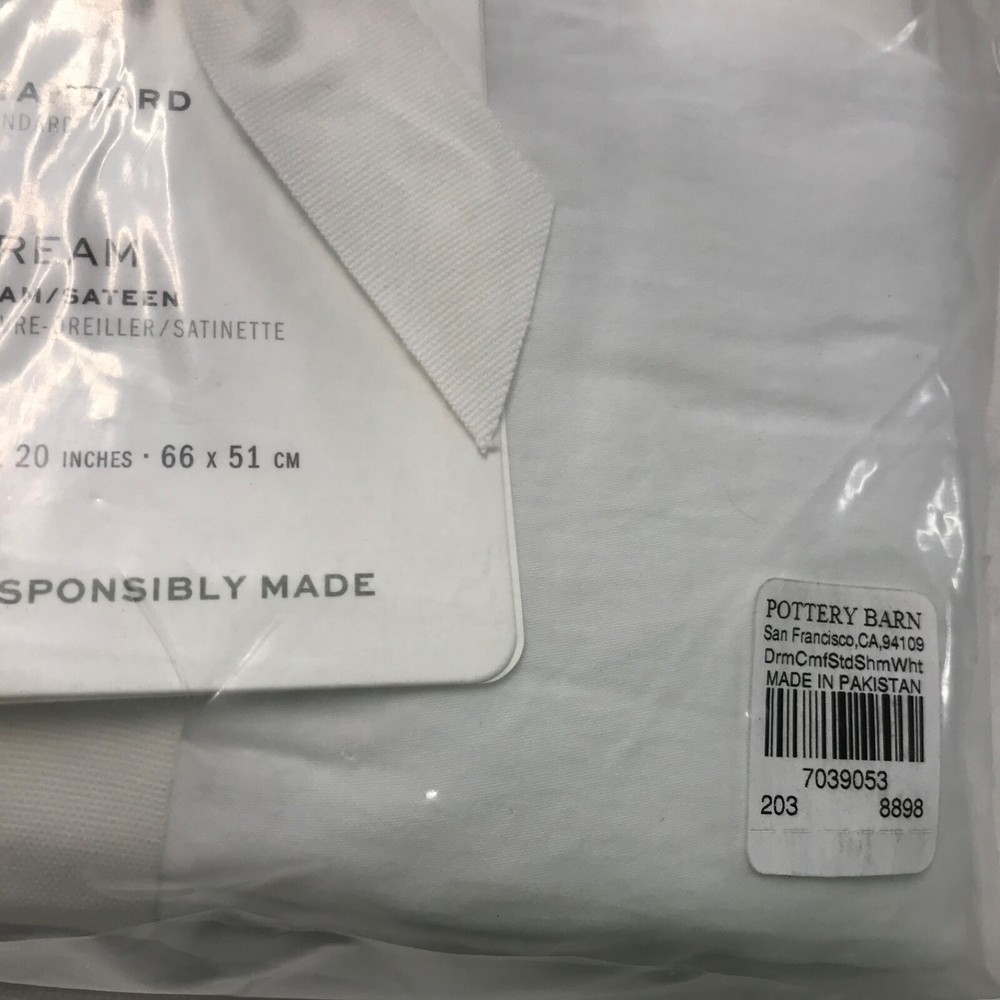 ANDARD
NDARD
REAM
AM/SATEEN
RE-OREILLER/SATINETTE
20 INCHES · 66 X 51 CM
SPONSIBLY MADE
POTTERY BARN
San Francisco,CA,94109
DrmCmfStdShmWht
MADE IN PAKISTAN
7039053
203 8898